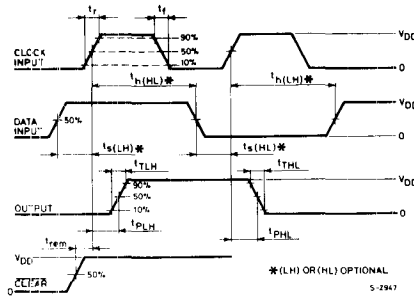 tr
tf
90%
50%
10%
CLOCK
INPUT
VDD
0
th(HL)*
th(LH)*
DATA
INPUT
50%
VDD
0
ts(LH)*
ts(HL)*
tTLH
tTHL
90%
50%
10%
OUTPUT
VDD
0
trem
tPLH
tPHL
VDD
50%
0
CLEAR
*(LH) OR (HL) OPTIONAL
S-2947